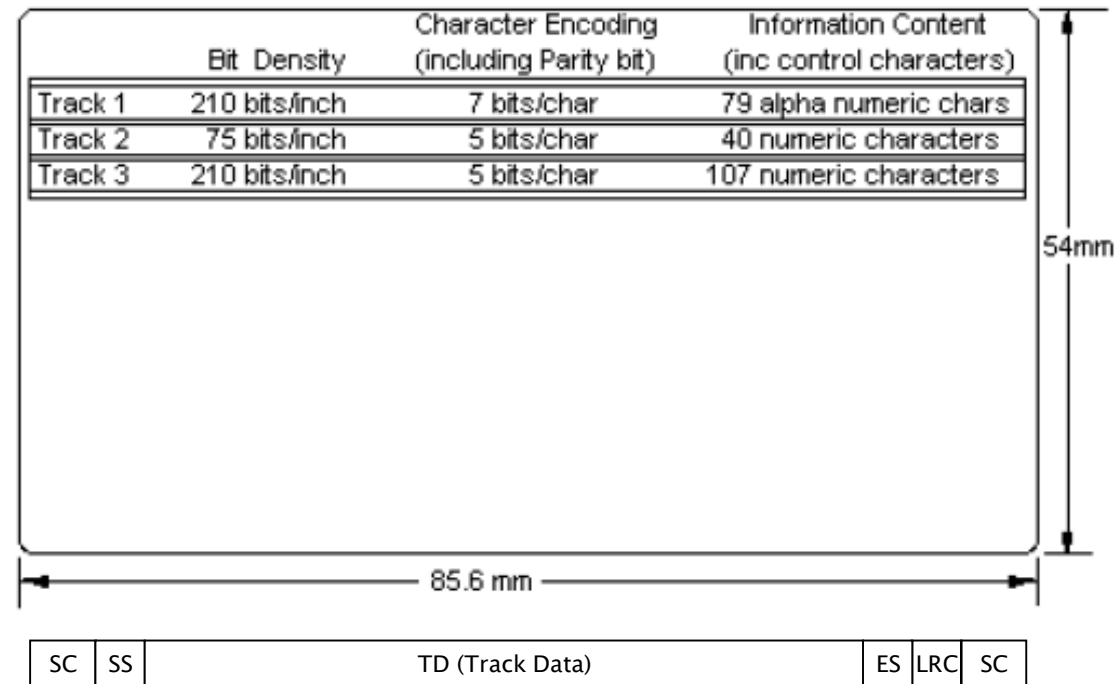 Character Encoding Information Content
Bit Density (including Parity bit) (inc control characters)
Track 1 210 bits/inch 7 bits/char 79 alpha numeric chars
Track 2 75 bits/inch 5 bits/char 40 numeric characters
Track 3 210 bits/inch 5 bits/char 107 numeric characters
54mm
85.6 mm
SC SS TD (Track Data) ES LRC SC